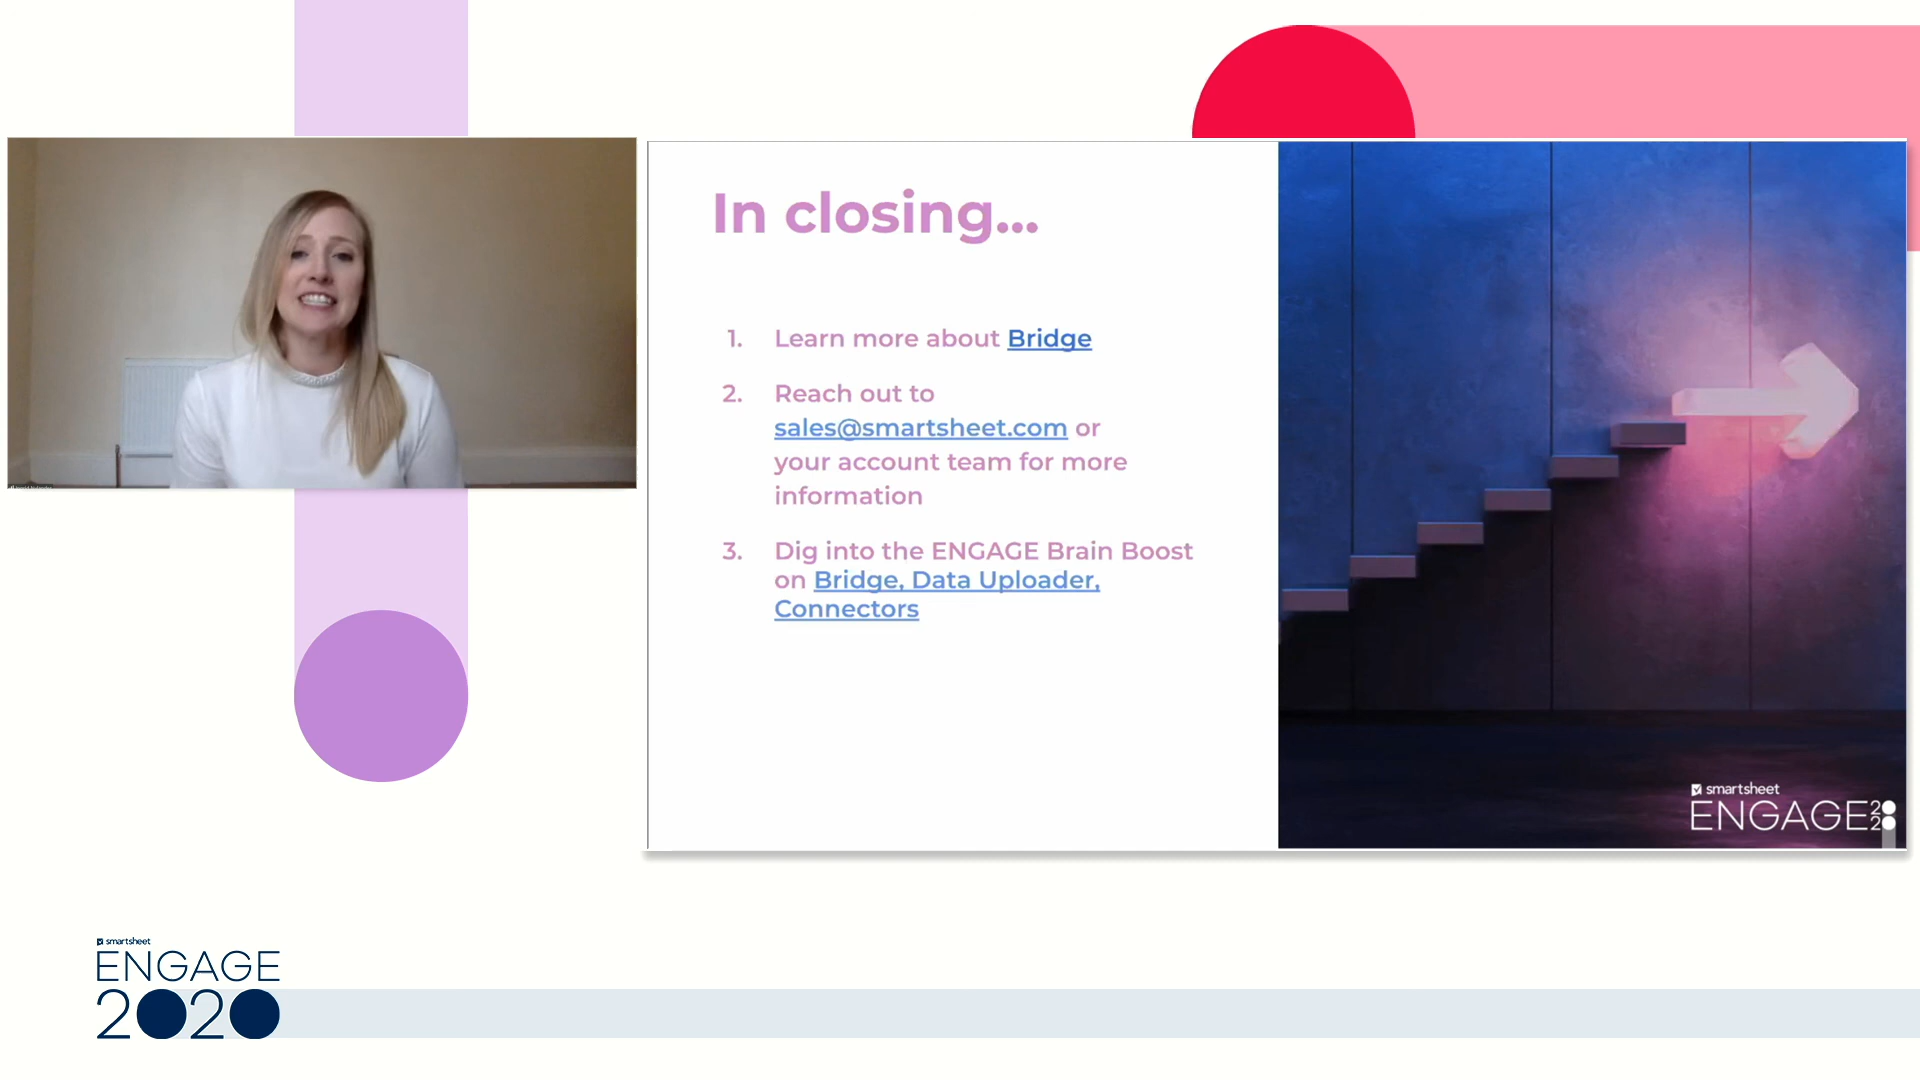 In closing...
1. Learn more about Bridge
2. Reach out to
sales@smartsheet.com or
your account team for more
information
3. Dig into the ENGAGE Brain Boost
on Bridge, Data Uploader,
Connectors
smartsheet
ENGAGE 2020
smartsheet
ENGAGE
2020